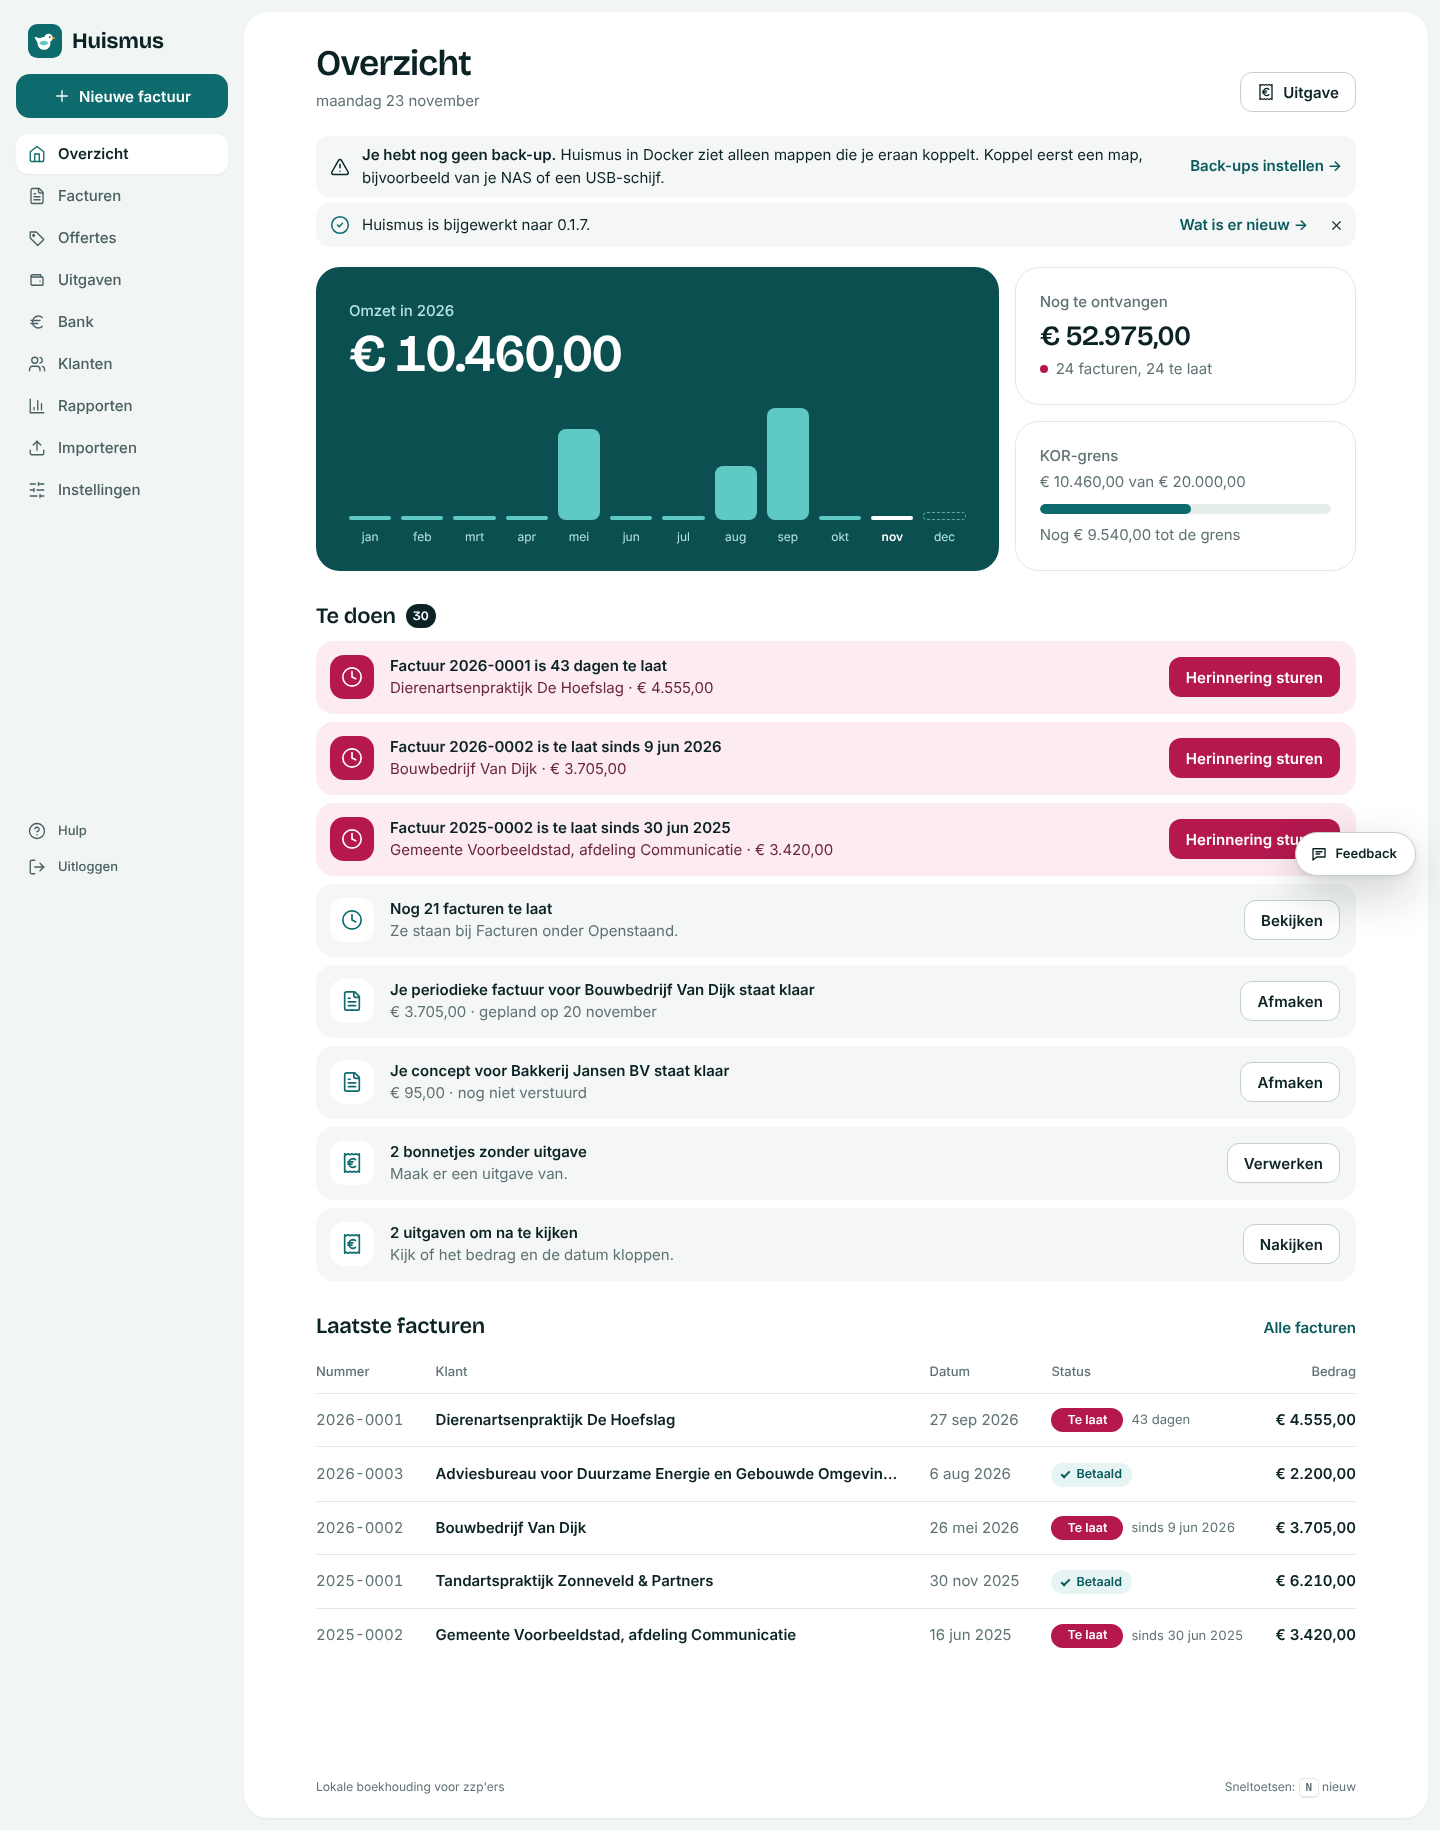 Huismus
Nieuwe factuur
Overzicht
Facturen
Offertes
Uitgaven
Bank
Klanten
Rapporten
Importeren
Instellingen
Hulp
Uitloggen
Overzicht
maandag 23 november
Uitgave
Je hebt nog geen back-up. Huismus in Docker ziet alleen mappen die je eraan koppelt. Koppel eerst een map,
bijvoorbeeld van je NAS of een USB-schijf.
Back-ups instellen →
Huismus is bijgewerkt naar 0.1.7.
Wat is er nieuw → ×
Omzet in 2026
€ 10.460,00
jan feb mrt apr mei jun jul aug sep okt nov dec
Nog te ontvangen
€ 52.975,00
24 facturen, 24 te laat
KOR-grens
€ 10.460,00 van € 20.000,00
Nog € 9.540,00 tot de grens
Te doen 30
Factuur 2026-0001 is 43 dagen te laat
Dierenartsenpraktijk De Hoefslag · € 4.555,00
Herinnering sturen
Factuur 2026-0002 is te laat sinds 9 jun 2026
Bouwbedrijf Van Dijk · € 3.705,00
Herinnering sturen
Factuur 2025-0002 is te laat sinds 30 jun 2025
Gemeente Voorbeeldstad, afdeling Communicatie · € 3.420,00
Herinnering stu
Feedback
Nog 21 facturen te laat
Ze staan bij Facturen onder Openstaand.
Bekijken
Je periodieke factuur voor Bouwbedrijf Van Dijk staat klaar
€ 3.705,00 · gepland op 20 november
Afmaken
Je concept voor Bakkerij Jansen BV staat klaar
€ 95,00 · nog niet verstuurd
Afmaken
2 bonnetjes zonder uitgave
Maak er een uitgave van.
Verwerken
2 uitgaven om na te kijken
Kijk of het bedrag en de datum kloppen.
Nakijken
Laatste facturen
Alle facturen
Nummer Klant Datum Status Bedrag
2026-0001 Dierenartsenpraktijk De Hoefslag 27 sep 2026 Te laat 43 dagen € 4.555,00
2026-0003 Adviesbureau voor Duurzame Energie en Gebouwde Omgevin... 6 aug 2026 Betaald € 2.200,00
2026-0002 Bouwbedrijf Van Dijk 26 mei 2026 Te laat sinds 9 jun 2026 € 3.705,00
2025-0001 Tandartspraktijk Zonneveld & Partners 30 nov 2025 Betaald € 6.210,00
2025-0002 Gemeente Voorbeeldstad, afdeling Communicatie 16 jun 2025 Te laat sinds 30 jun 2025 € 3.420,00
Lokale boekhouding voor zzp'ers
Sneltoetsen: N nieuw